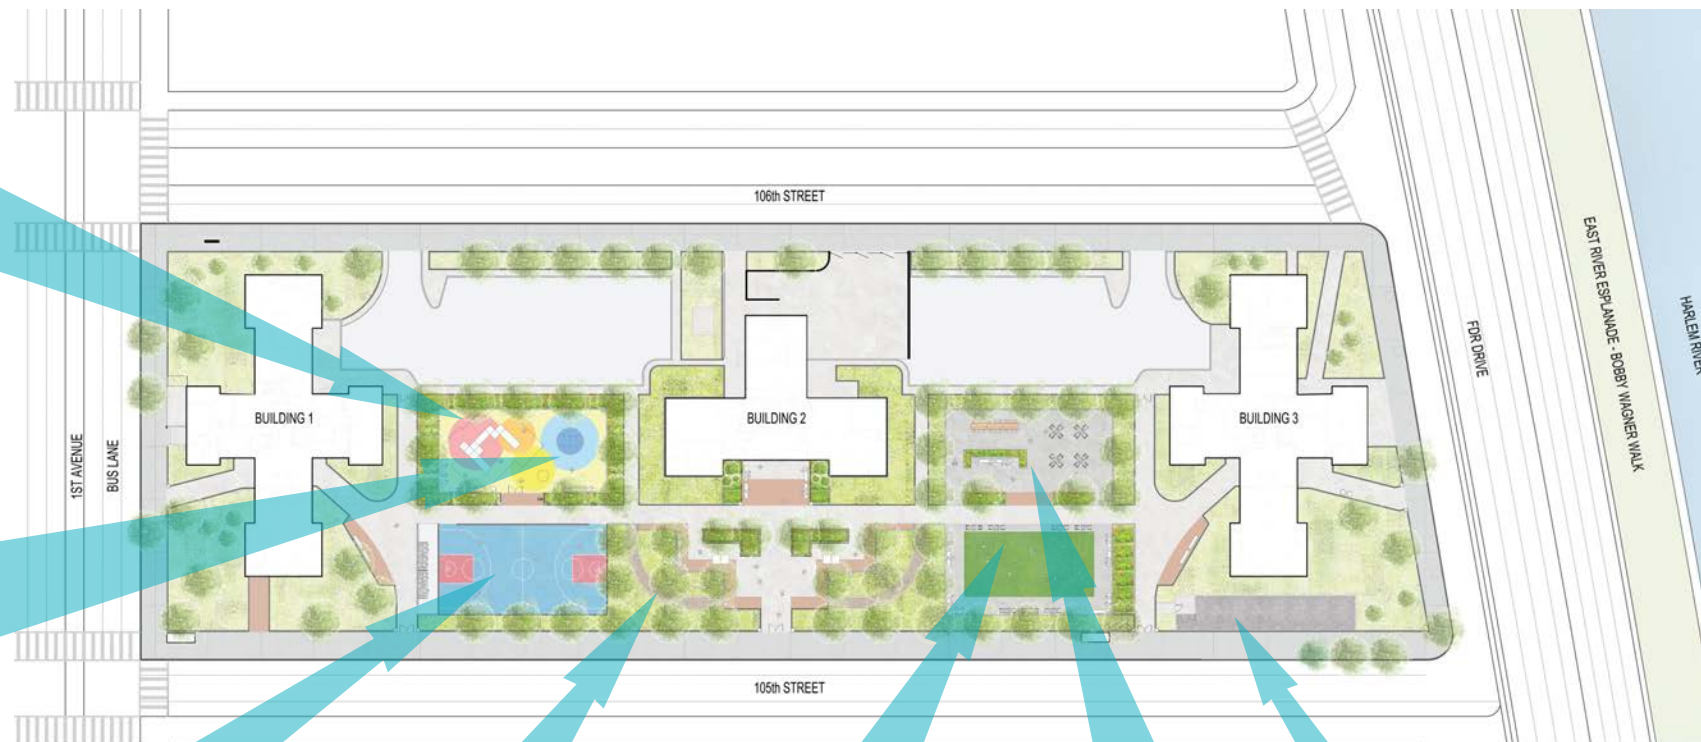 106th STREET
EAST RIVER ESPLANADE - BOBBY WAGNER WALK
HARLEM RIVER
FDR DRIVE
BUILDING 1
BUILDING 2
BUILDING 3
1ST AVENUE
BUS LANE
105th STREET